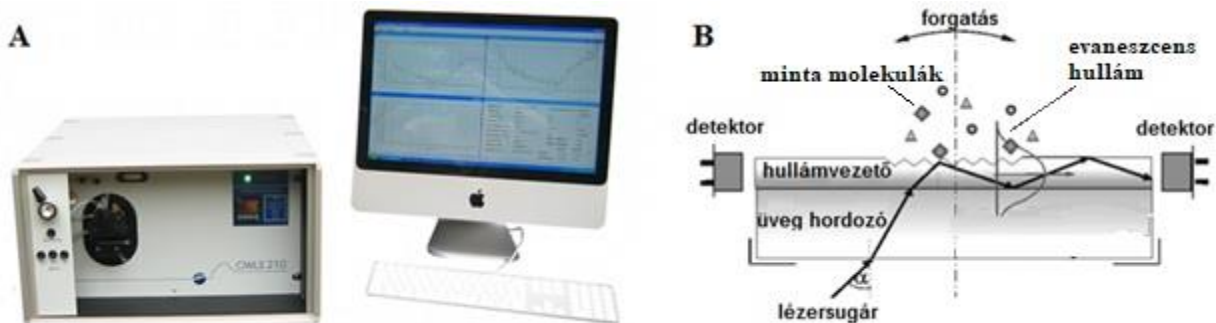 A
OWLS 210
B
forgatás
evaneszcens
hullám
minta molekulák
detektor
detektor
hullámvezető
üveg hordozó
α
lézersugár